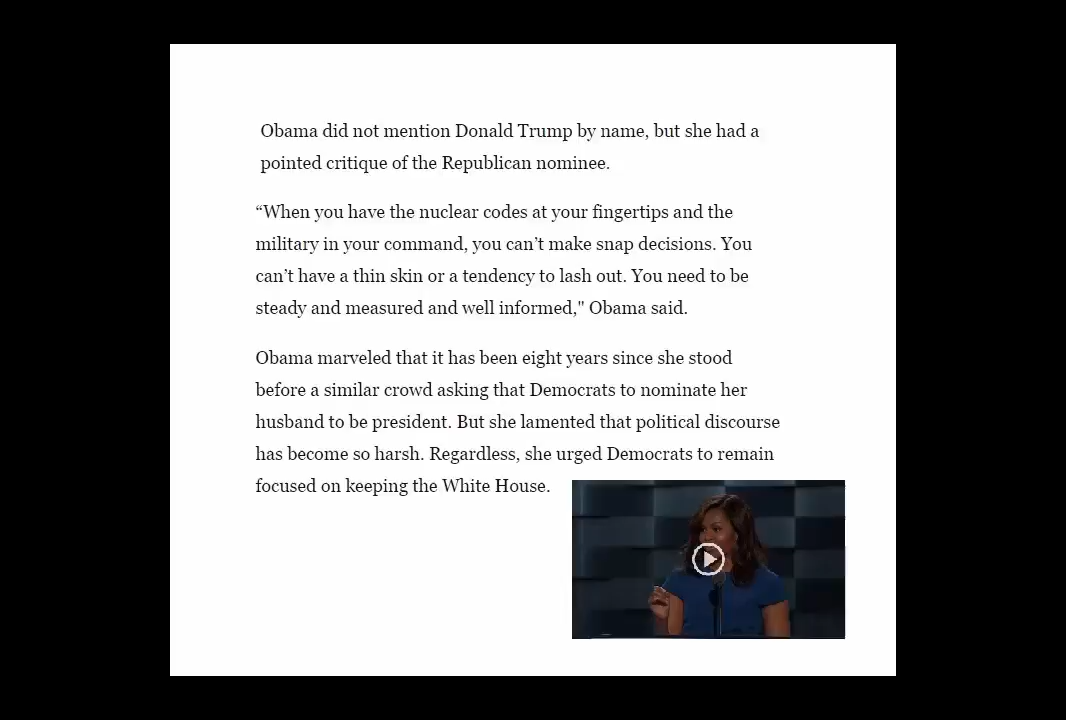 Obama did not mention Donald Trump by name, but she had a
pointed critique of the Republican nominee.
“When you have the nuclear codes at your fingertips and the
military in your command, you can’t make snap decisions. You
can’t have a thin skin or a tendency to lash out. You need to be
steady and measured and well informed," Obama said.
Obama marveled that it has been eight years since she stood
before a similar crowd asking that Democrats to nominate her
husband to be president. But she lamented that political discourse
has become so harsh. Regardless, she urged Democrats to remain
focused on keeping the White House.